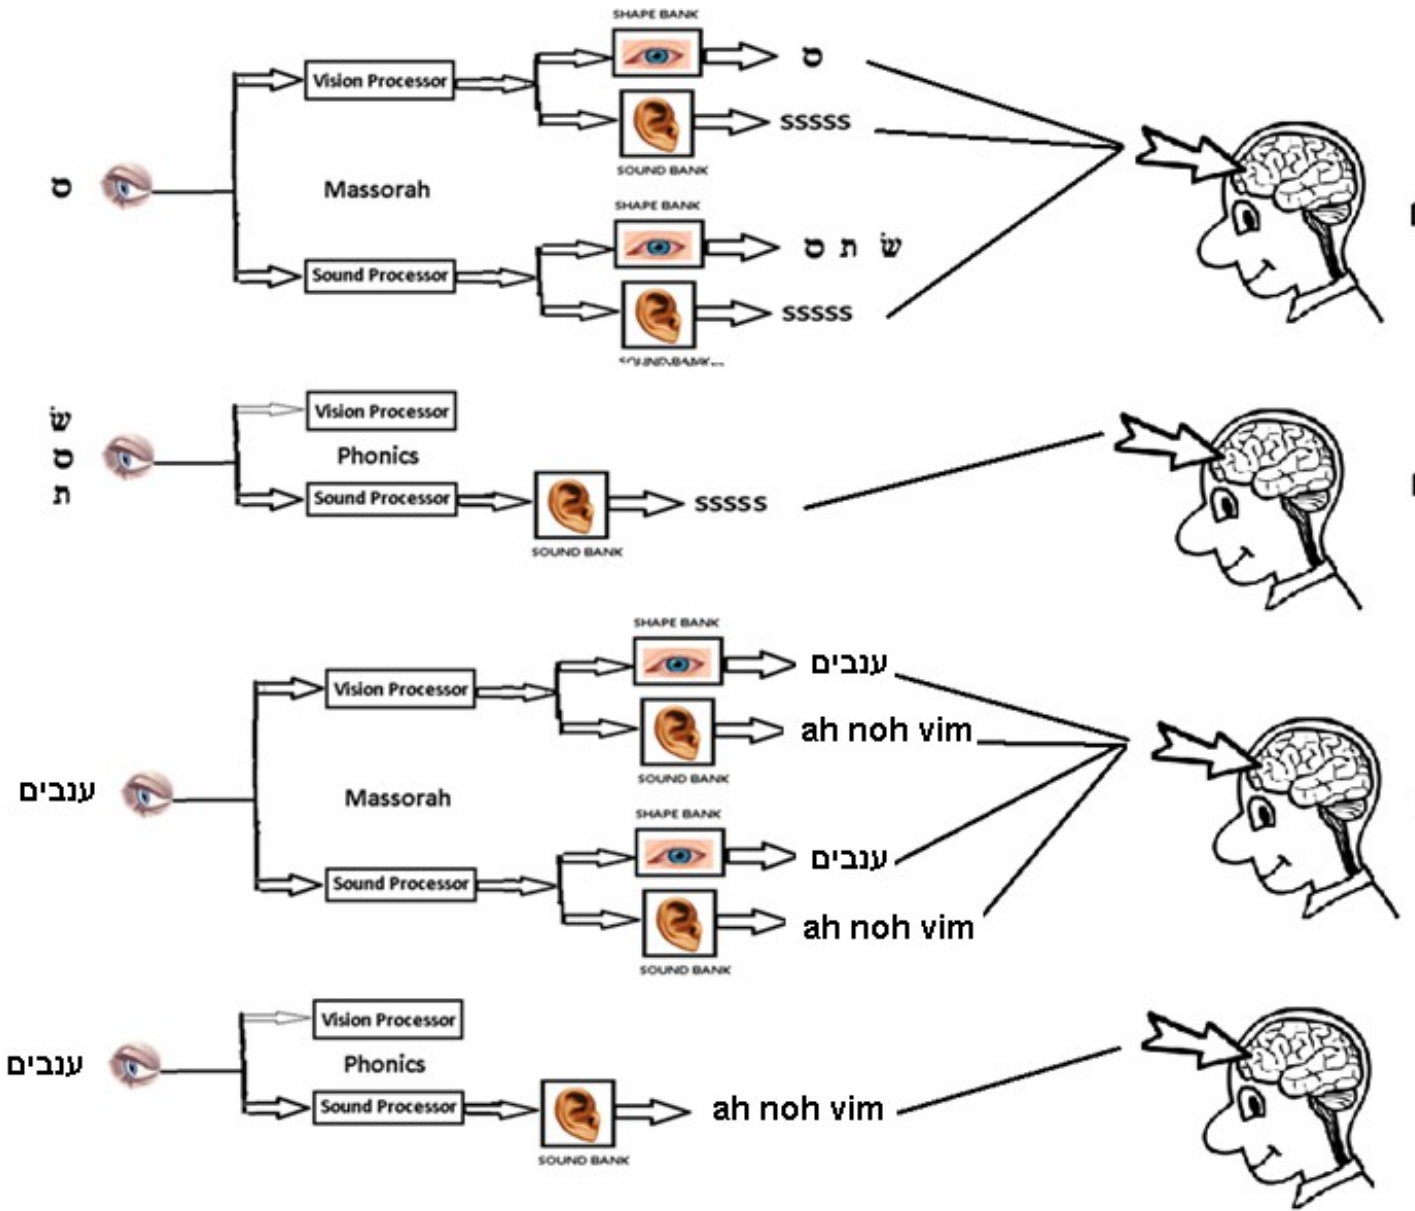 SHAPE BANK
ס
Vision Processor
sssss
SOUND BANK
ס
Massorah
SHAPE BANK
ס ת שׂ
Sound Processor
sssss
SOUND BANK
Vision Processor
שׂ
ס
ת
Phonics
Sound Processor
sssss
SOUND BANK
SHAPE BANK
ענבים
Vision Processor
ah noh vim
SOUND BANK
ענבים
Massorah
SHAPE BANK
ענבים
Sound Processor
ah noh vim
SOUND BANK
Vision Processor
ענבים
Phonics
Sound Processor
ah noh vim
SOUND BANK